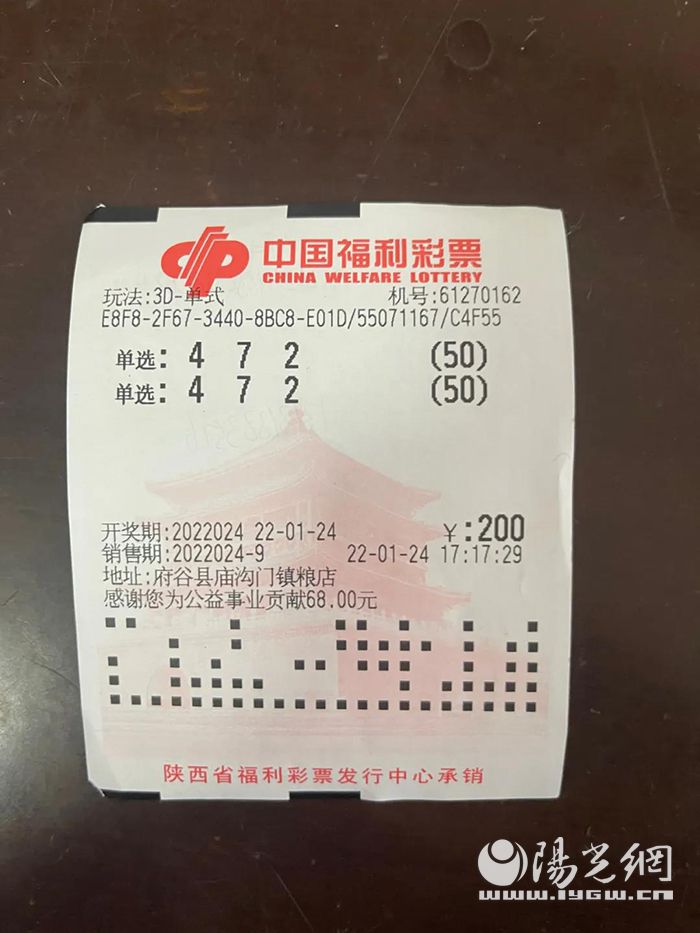 中国福利彩票
CHINA WELFARE LOTTERY
玩法:3D-单式 机号:61270162
E8F8-2F67-3440-8BC8-E01D/55071167/C4F55
单选: 4 7 2 (50)
单选: 4 7 2 (50)
开奖期:2022024 22-01-24 ¥:200
销售期:2022024-9 22-01-24 17:17:29
地址:府谷县庙沟门镇粮店
感谢您为公益事业贡献68.00元
陕西省福利彩票发行中心承销
陽光網
www.iygw.cn